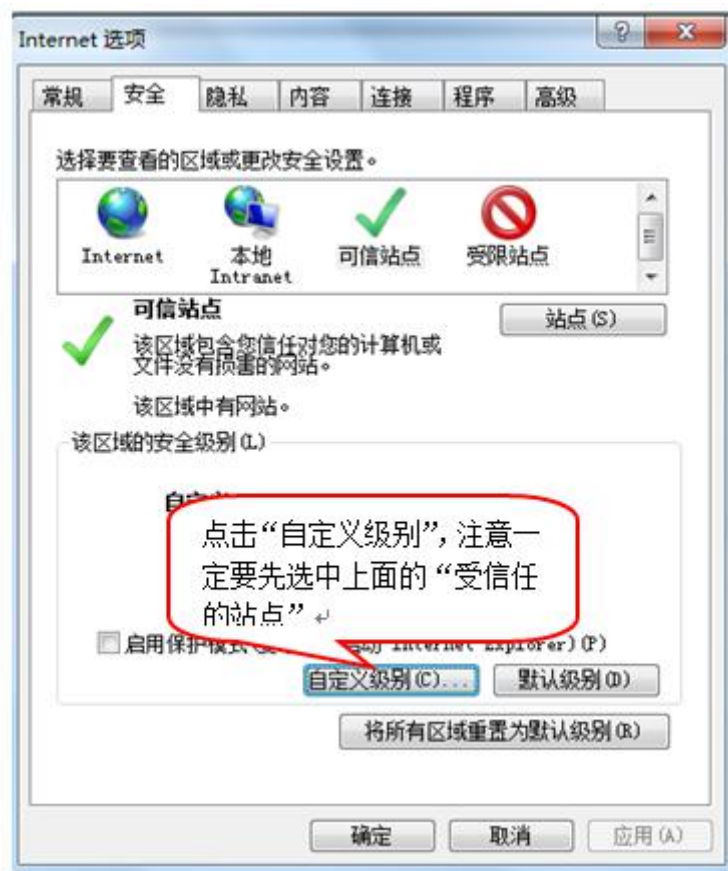 Internet 选项
常规 安全 隐私 内容 连接 程序 高级
选择要查看的区域或更改安全设置。
Internet 本地 可信站点 受限站点
Intranet
可信站点
站点(S)
该区域包含您信任对您的计算机或
文件没有损害的网站。
该区域中有网站。
该区域的安全级别(L)
点击“自定义级别”，注意一
定要先选中上面的“受信任
的站点”
启用保护模式 Internet Explorer)(P)
自定义级别(C)... 默认级别(D)
将所有区域重置为默认级别(R)
确定 取消 应用(A)